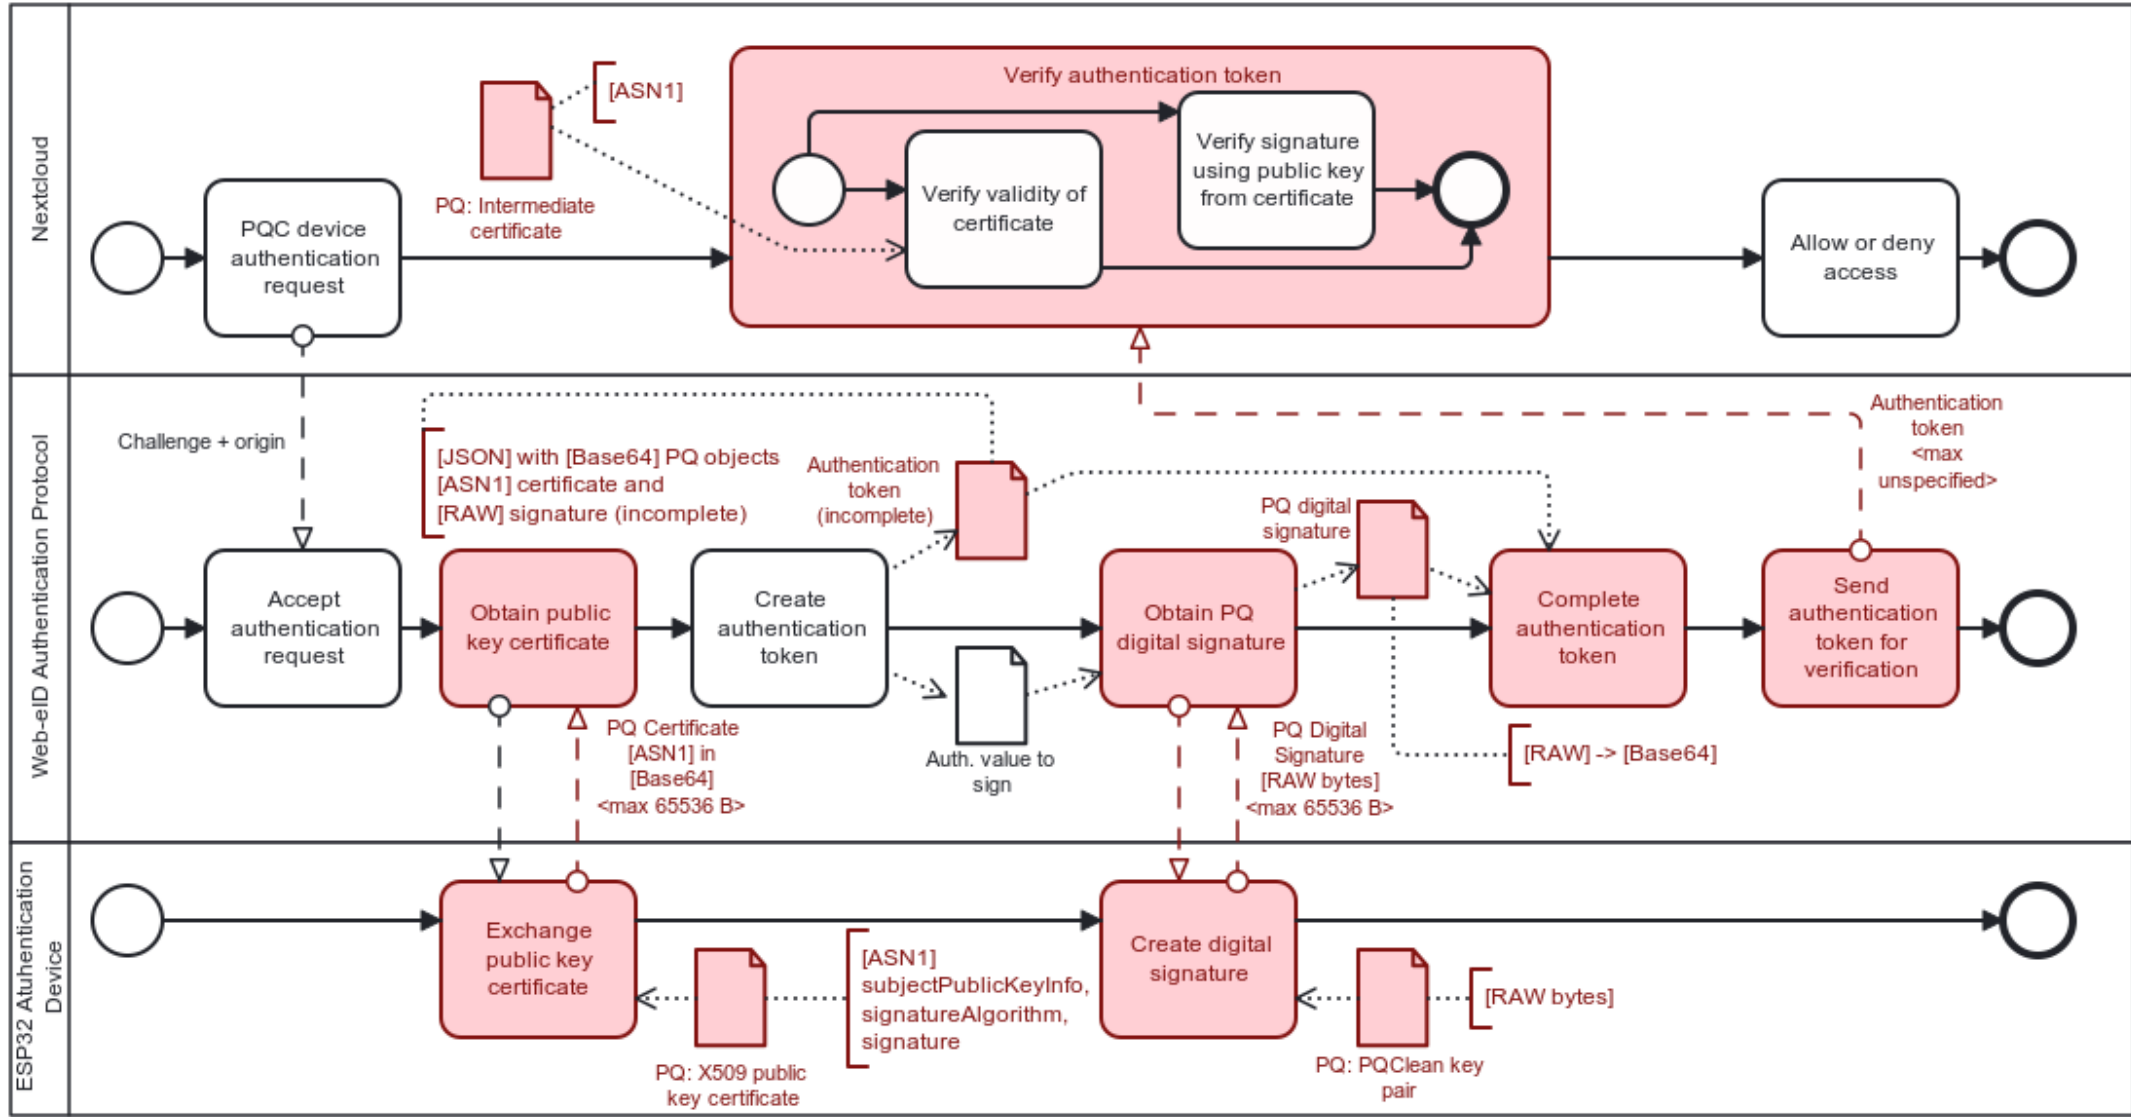 Nextcloud
PQC device
authentication
request
PQ: Intermediate
certificate
[ASN1]
Verify authentication token
Verify validity of
certificate
Verify signature
using public key
from certificate
Allow or deny
access
Web-eID Authentication Protocol
Challenge + origin
[JSON] with [Base64] PQ objects
[ASN1] certificate and
[RAW] signature (incomplete)
Authentication
token
(incomplete)
PQ digital
signature
Authentication
token
<max
unspecified>
Accept
authentication
request
Obtain public
key certificate
Create
authentication
token
Obtain PQ
digital signature
Complete
authentication
token
Send
authentication
token for
verification
PQ Certificate
[ASN1] in
[Base64]
<max 65536 B>
Auth. value to
sign
PQ Digital
Signature
[RAW bytes]
<max 65536 B>
[RAW] -> [Base64]
ESP32 Atuhentication
Device
Exchange
public key
certificate
PQ: X509 public
key certificate
[ASN1]
subjectPublicKeyInfo,
signatureAlgorithm,
signature
Create digital
signature
PQ: PQClean key
pair
[RAW bytes]